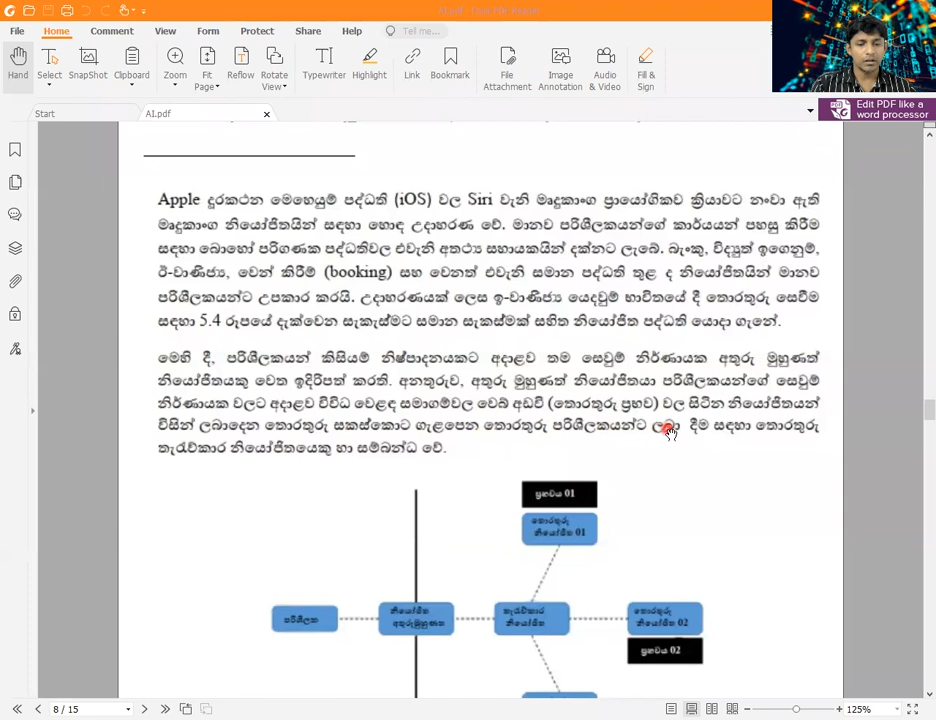 AI.pdf - Foxit PDF Reader
File Home Comment View Form Protect Share Help Tell me...
Hand Select SnapShot Clipboard Zoom Fit Page Reflow Rotate View Typewriter Highlight Link Bookmark File Attachment Image Annotation Audio & Video Fill & Sign
Start AI.pdf
Edit PDF like a word processor
Apple දුරකථන මෙහෙයුම් පද්ධති (iOS) වල Siri වැනි මෘදුකාංග ප්‍රායෝගිකව ක්‍රියාවට නංවා ඇති
මෘදුකාංග නියෝජිතයින් සඳහා හොඳ උදාහරණ වේ. මානව පරිශීලකයන්ගේ කාර්යයන් පහසු කිරීම
සඳහා බොහෝ පරිගණක පද්ධතිවල එවැනි අතථ්‍ය සහායකයින් දක්නට ලැබේ. බැංකු, විද්‍යුත් ඉගෙනුම්,
ඊ-වාණිජ්‍ය, වෙන් කිරීම් (booking) සහ වෙනත් එවැනි සමාන පද්ධති තුළ ද නියෝජිතයින් මානව
පරිශීලකයන්ට උපකාර කරයි. උදාහරණයක් ලෙස ඉ-වාණිජ්‍ය යෙදවුම් භාවිතයේ දී තොරතුරු සෙවීම
සඳහා 5.4 රූපයේ දැක්වෙන සැකැස්මට සමාන සැකස්මක් සහිත නියෝජිත පද්ධති යොදා ගැනේ.
මෙහි දී, පරිශීලකයන් කිසියම් නිෂ්පාදනයකට අදාළව තම සෙවුම් නිර්ණායක අතුරු මුහුණත්
නියෝජිතයකු වෙත ඉදිරිපත් කරති. අනතුරුව, අතුරු මුහුණත් නියෝජිතයා පරිශීලකයන්ගේ සෙවුම්
නිර්ණායක වලට අදාළව විවිධ වෙළඳ සමාගම්වල වෙබ් අඩවි (තොරතුරු ප්‍රභව) වල සිටින නියෝජිතයන්
විසින් ලබාදෙන තොරතුරු සකස්කොට ගැළපෙන තොරතුරු පරිශීලකයන්ට ලබා දීම සඳහා තොරතුරු
තැරැව්කාර නියෝජිතයෙකු හා සම්බන්ධ වේ.
ප්‍රභවය 01
තොරතුරු
නියෝජිත 01
පරිශීලක
නියෝජිත
අතුරුමුහුණත
තැරැව්කාර
නියෝජිත
තොරතුරු
නියෝජිත 02
ප්‍රභවය 02
8 / 15
125%